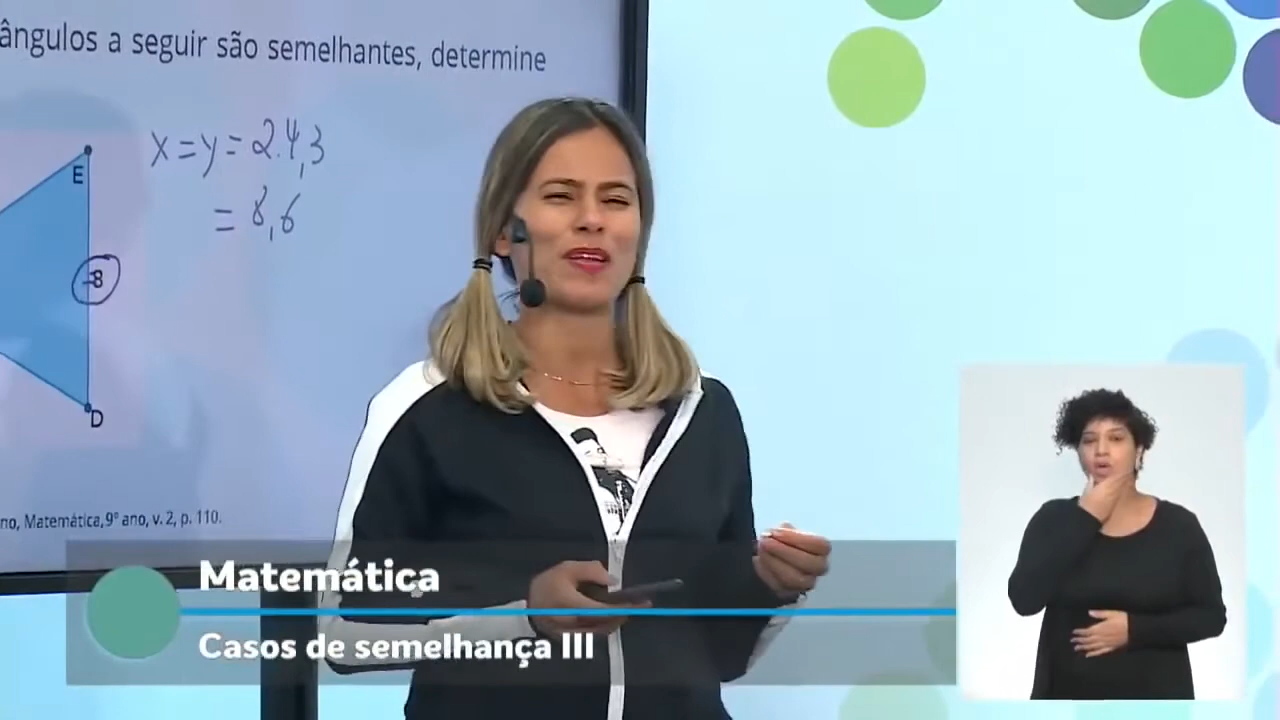 ângulos a seguir são semelhantes, determine
x = y = 2.4,3
= 8,6
E
8
D
no, Matemática, 9º ano, v. 2, p. 110.
Matemática
Casos de semelhança III